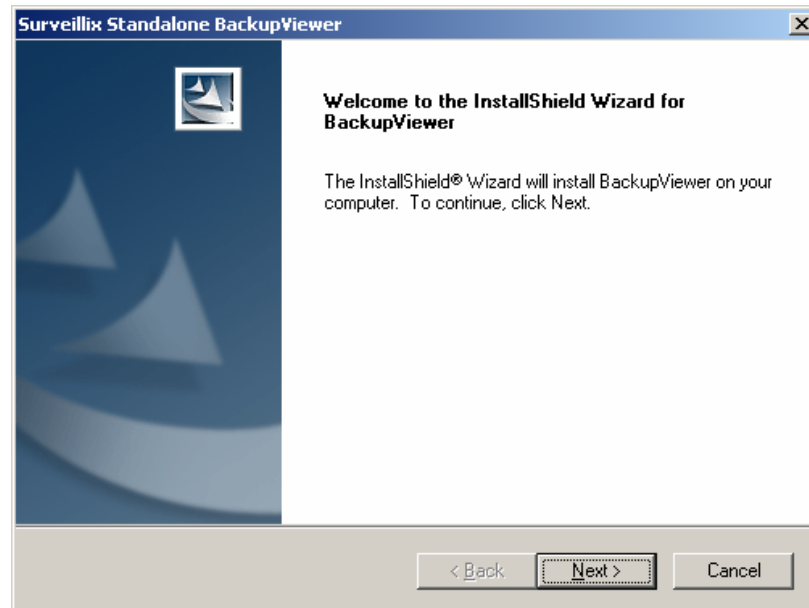 Surveillix Standalone BackupViewer
Welcome to the InstallShield Wizard for
BackupViewer
The InstallShield® Wizard will install BackupViewer on your
computer. To continue, click Next.
< Back
Next >
Cancel